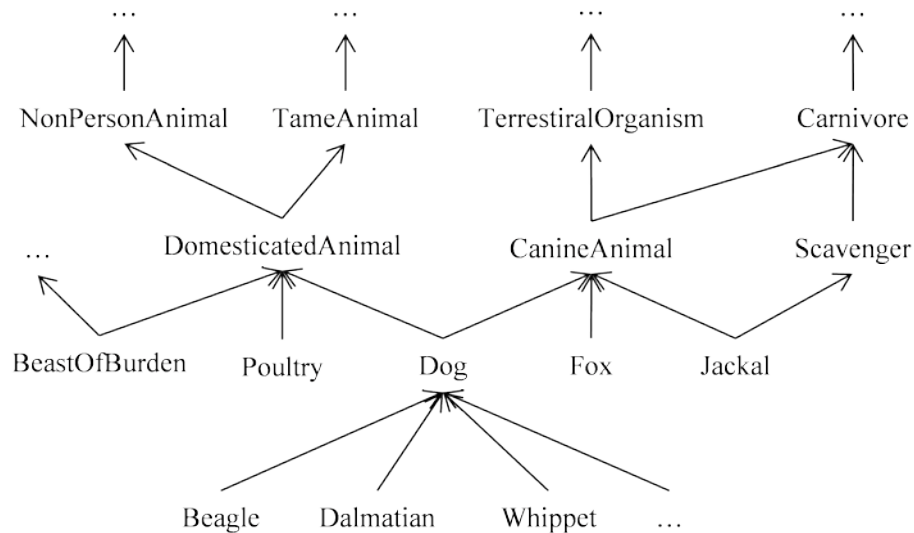 ... ... ... ...
NonPersonAnimal TameAnimal TerrestiralOrganism Carnivore
... DomesticatedAnimal CanineAnimal Scavenger
BeastOfBurden Poultry Dog Fox Jackal
Beagle Dalmatian Whippet ...